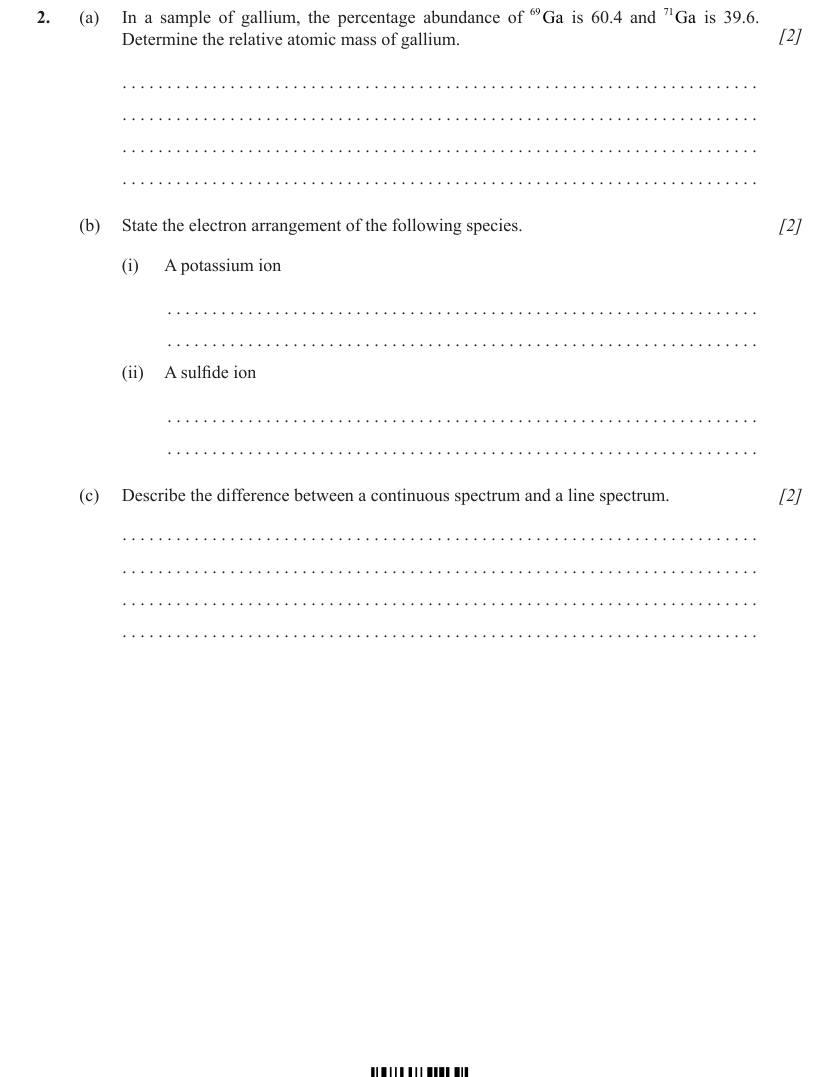 2. (a) In a sample of gallium, the percentage abundance of ⁶⁹Ga is 60.4 and ⁷¹Ga is 39.6.
Determine the relative atomic mass of gallium. [2]
(b) State the electron arrangement of the following species. [2]
(i) A potassium ion
(ii) A sulfide ion
(c) Describe the difference between a continuous spectrum and a line spectrum. [2]